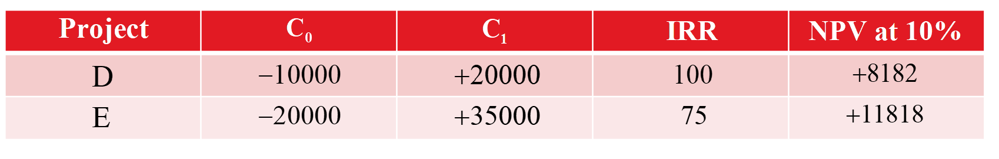 Project C₀ C₁ IRR NPV at 10%
D –10000 +20000 100 +8182
E –20000 +35000 75 +11818